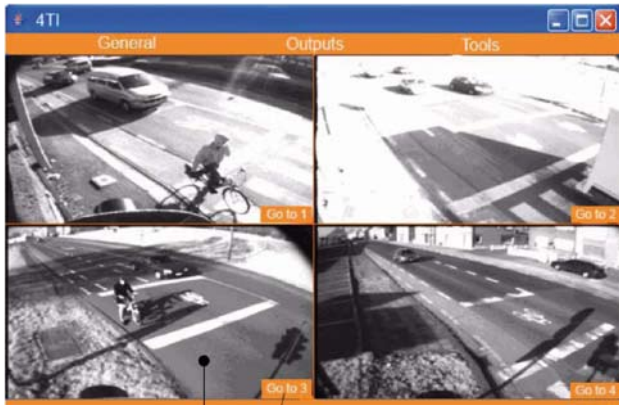 4TI
General Outputs Tools
Go to 1
Go to 2
Go to 3
Go to 4